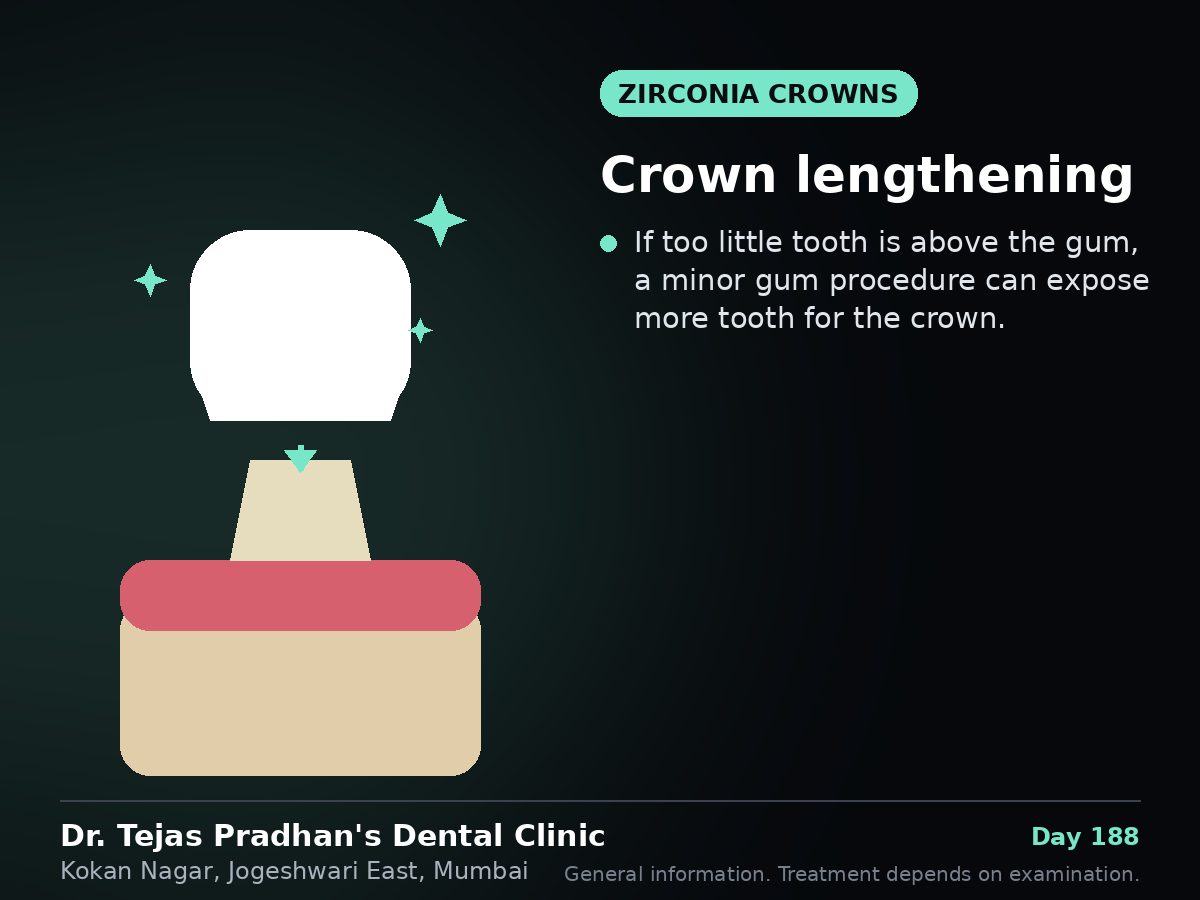 ZIRCONIA CROWNS
Crown lengthening
If too little tooth is above the gum,
a minor gum procedure can expose
more tooth for the crown.
Dr. Tejas Pradhan's Dental Clinic
Day 188
Kokan Nagar, Jogeshwari East, Mumbai
General information. Treatment depends on examination.